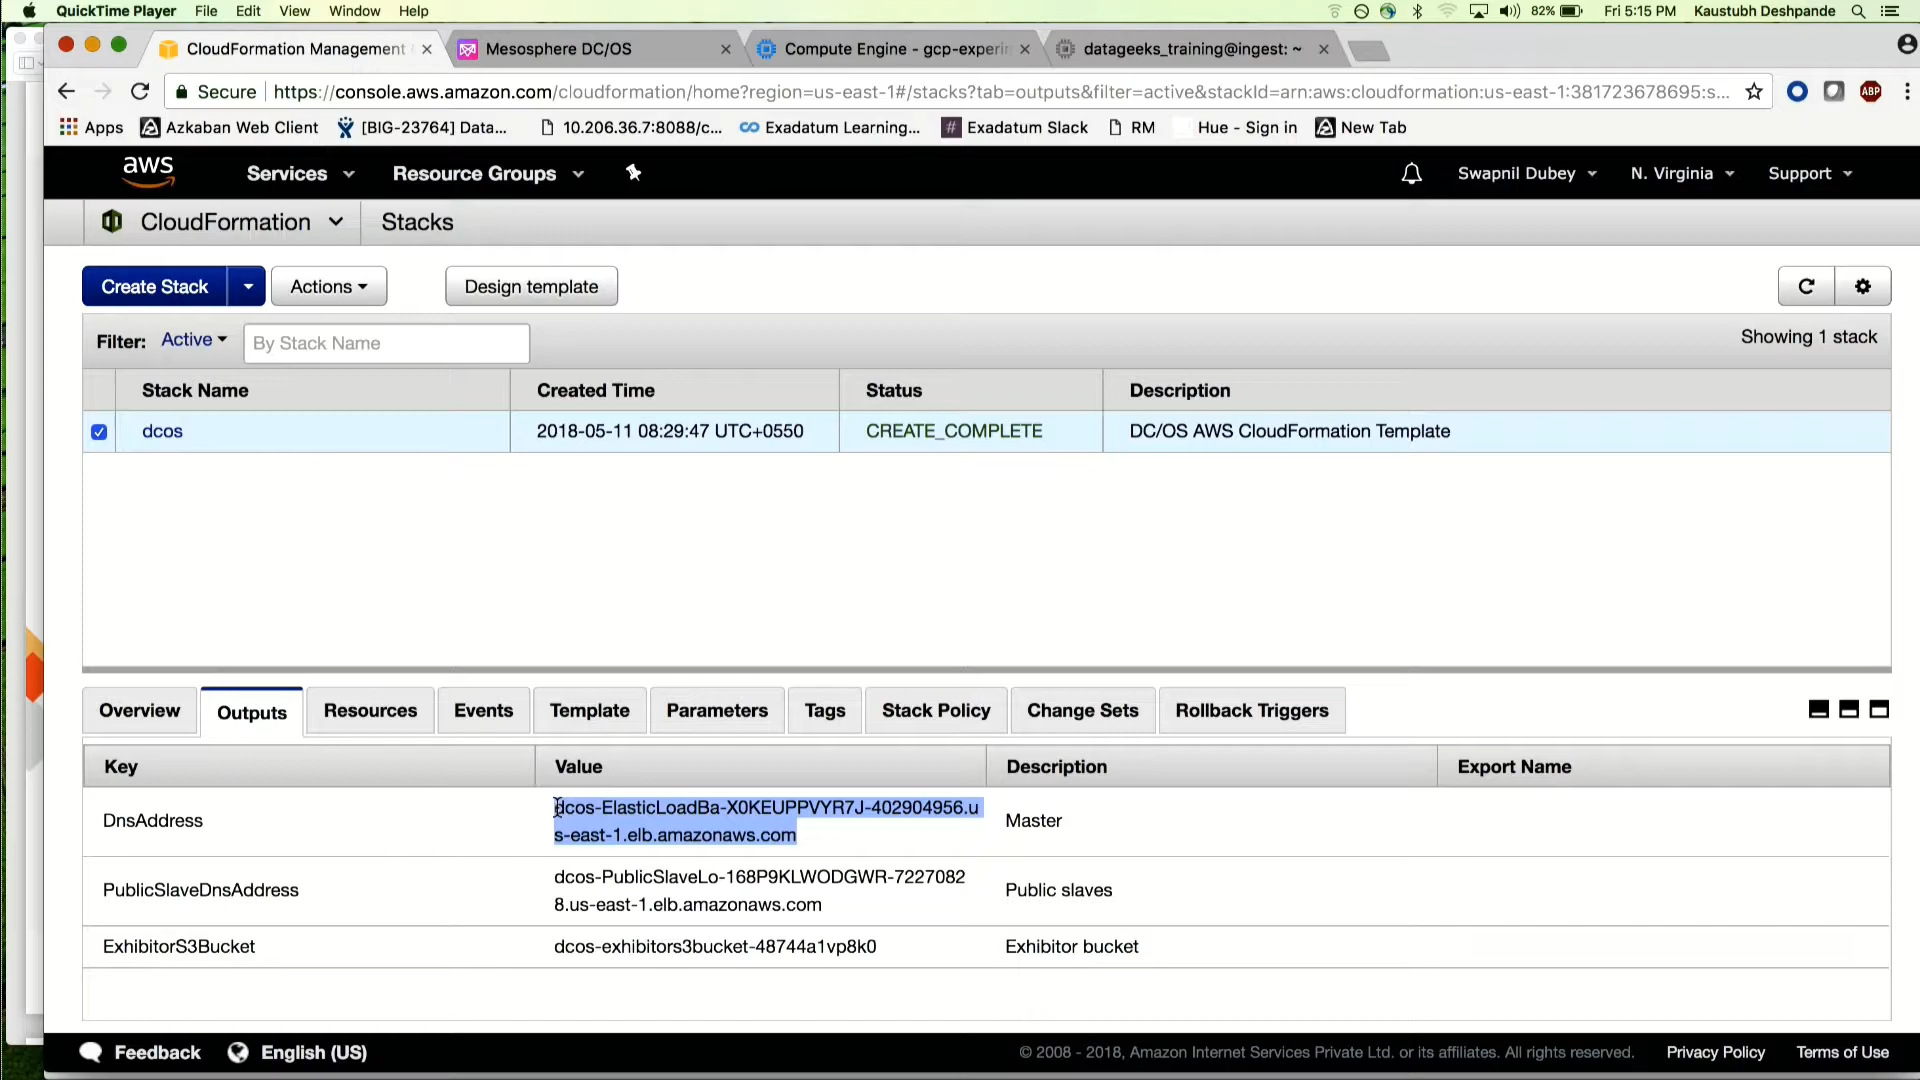 QuickTime Player File Edit View Window Help 82% Fri 5:15 PM Kaustubh Deshpande
CloudFormation Management Mesosphere DC/OS Compute Engine - gcp-experin datageeks_training@ingest: ~
Secure https://console.aws.amazon.com/cloudformation/home?region=us-east-1#/stacks?tab=outputs&filter=active&stackId=arn:aws:cloudformation:us-east-1:381723678695:s... ABP
Apps Azkaban Web Client [BIG-23764] Data... 10.206.36.7:8088/c... Exadatum Learning... # Exadatum Slack RM Hue - Sign in New Tab
aws Services Resource Groups Swapnil Dubey N. Virginia Support
CloudFormation Stacks
Create Stack Actions Design template
Filter: Active By Stack Name Showing 1 stack
Stack Name Created Time Status Description
dcos 2018-05-11 08:29:47 UTC+0550 CREATE_COMPLETE DC/OS AWS CloudFormation Template
Overview Outputs Resources Events Template Parameters Tags Stack Policy Change Sets Rollback Triggers
Key Value Description Export Name
DnsAddress dcos-ElasticLoadBa-X0KEUPPVYR7J-402904956.u Master
s-east-1.elb.amazonaws.com
PublicSlaveDnsAddress dcos-PublicSlaveLo-168P9KLWODGWR-7227082 Public slaves
8.us-east-1.elb.amazonaws.com
ExhibitorS3Bucket dcos-exhibitors3bucket-48744a1vp8k0 Exhibitor bucket
Feedback English (US) © 2008 - 2018, Amazon Internet Services Private Ltd. or its affiliates. All rights reserved. Privacy Policy Terms of Use